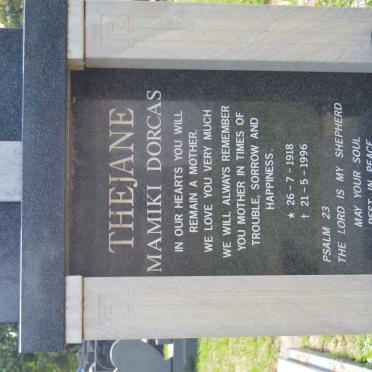 THEJANE
MAMIKI DORCAS
IN OUR HEARTS YOU WILL
REMAIN A MOTHER.
WE LOVE YOU VERY MUCH
WE WILL ALWAYS REMEMBER
YOU MOTHER IN TIMES OF
TROUBLE, SORROW AND
HAPPINESS.
★ 26-7-1918
† 21-5-1996
PSALM 23
THE LORD IS MY SHEPHERD
MAY YOUR SOUL
REST IN PEACE